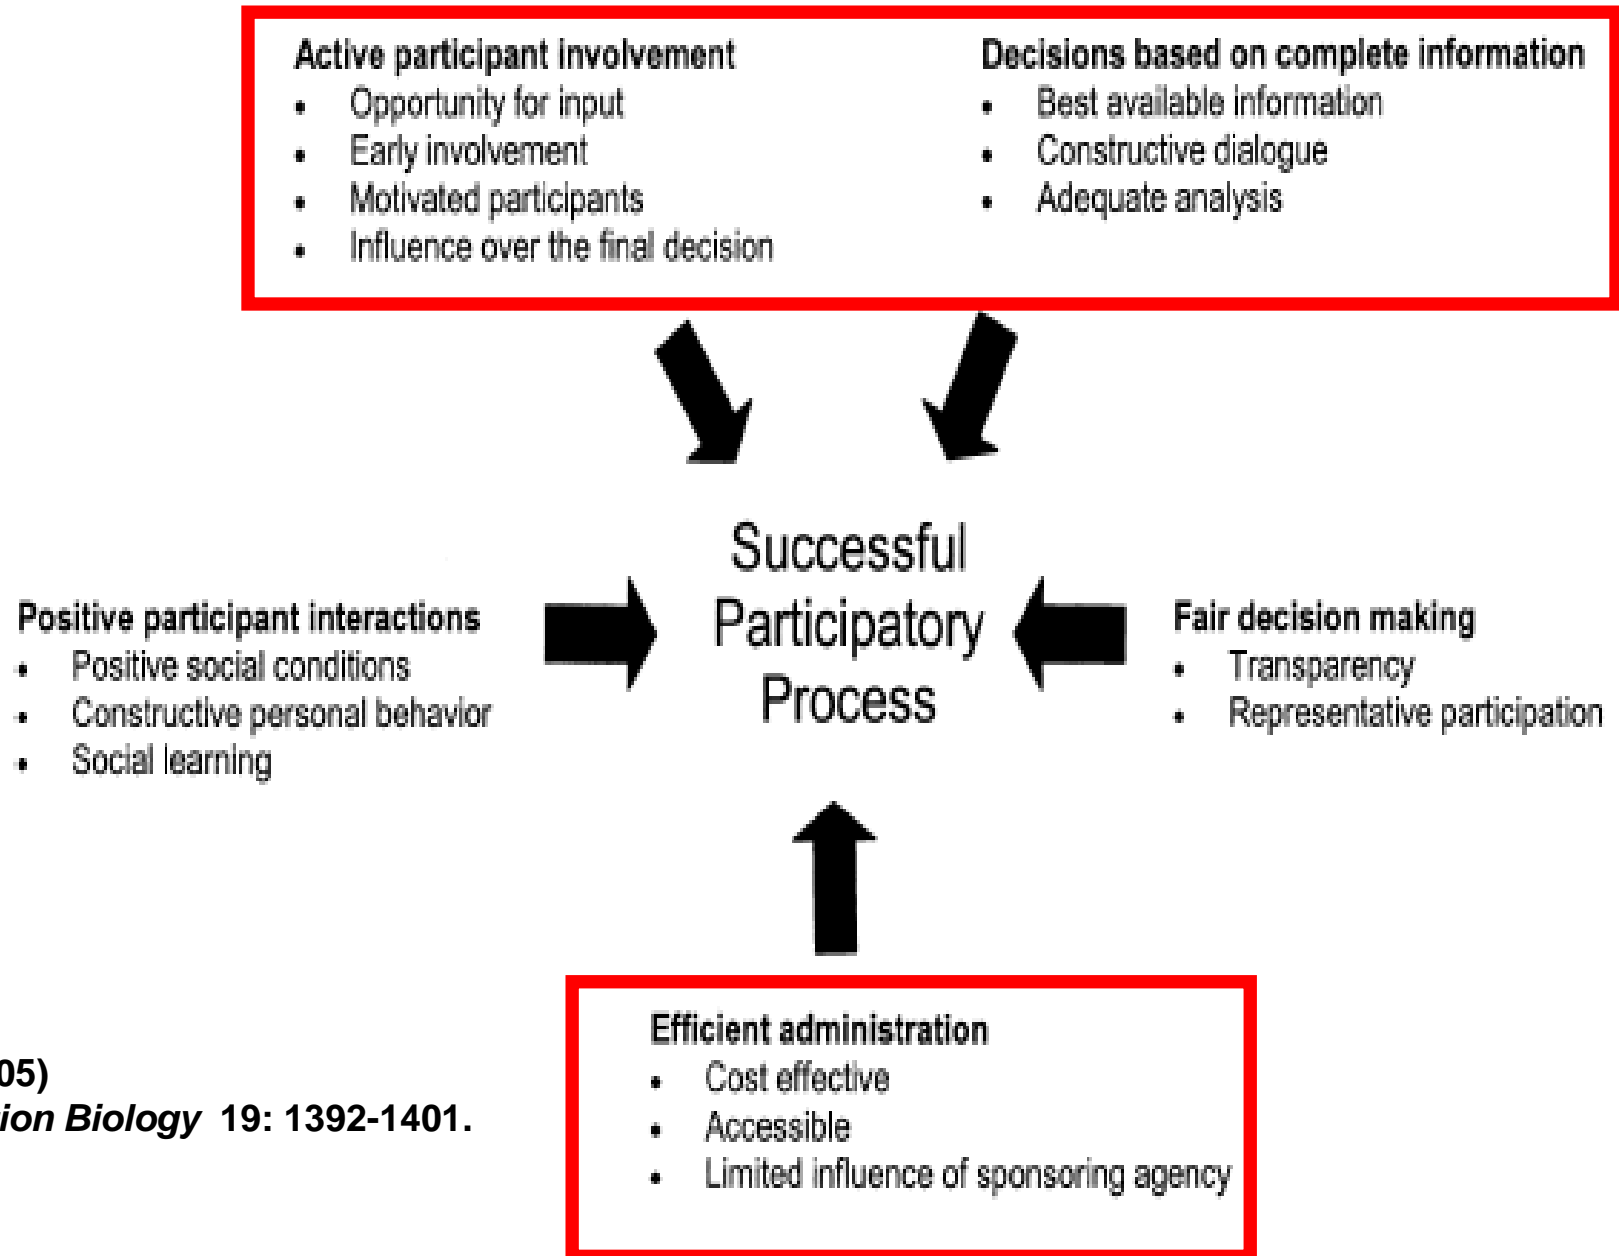 Active participant involvement
• Opportunity for input
• Early involvement
• Motivated participants
• Influence over the final decision
Decisions based on complete information
• Best available information
• Constructive dialogue
• Adequate analysis
Successful
Participatory
Process
Positive participant interactions
• Positive social conditions
• Constructive personal behavior
• Social learning
Fair decision making
• Transparency
• Representative participation
Efficient administration
• Cost effective
• Accessible
• Limited influence of sponsoring agency
05)
ion Biology 19: 1392-1401.